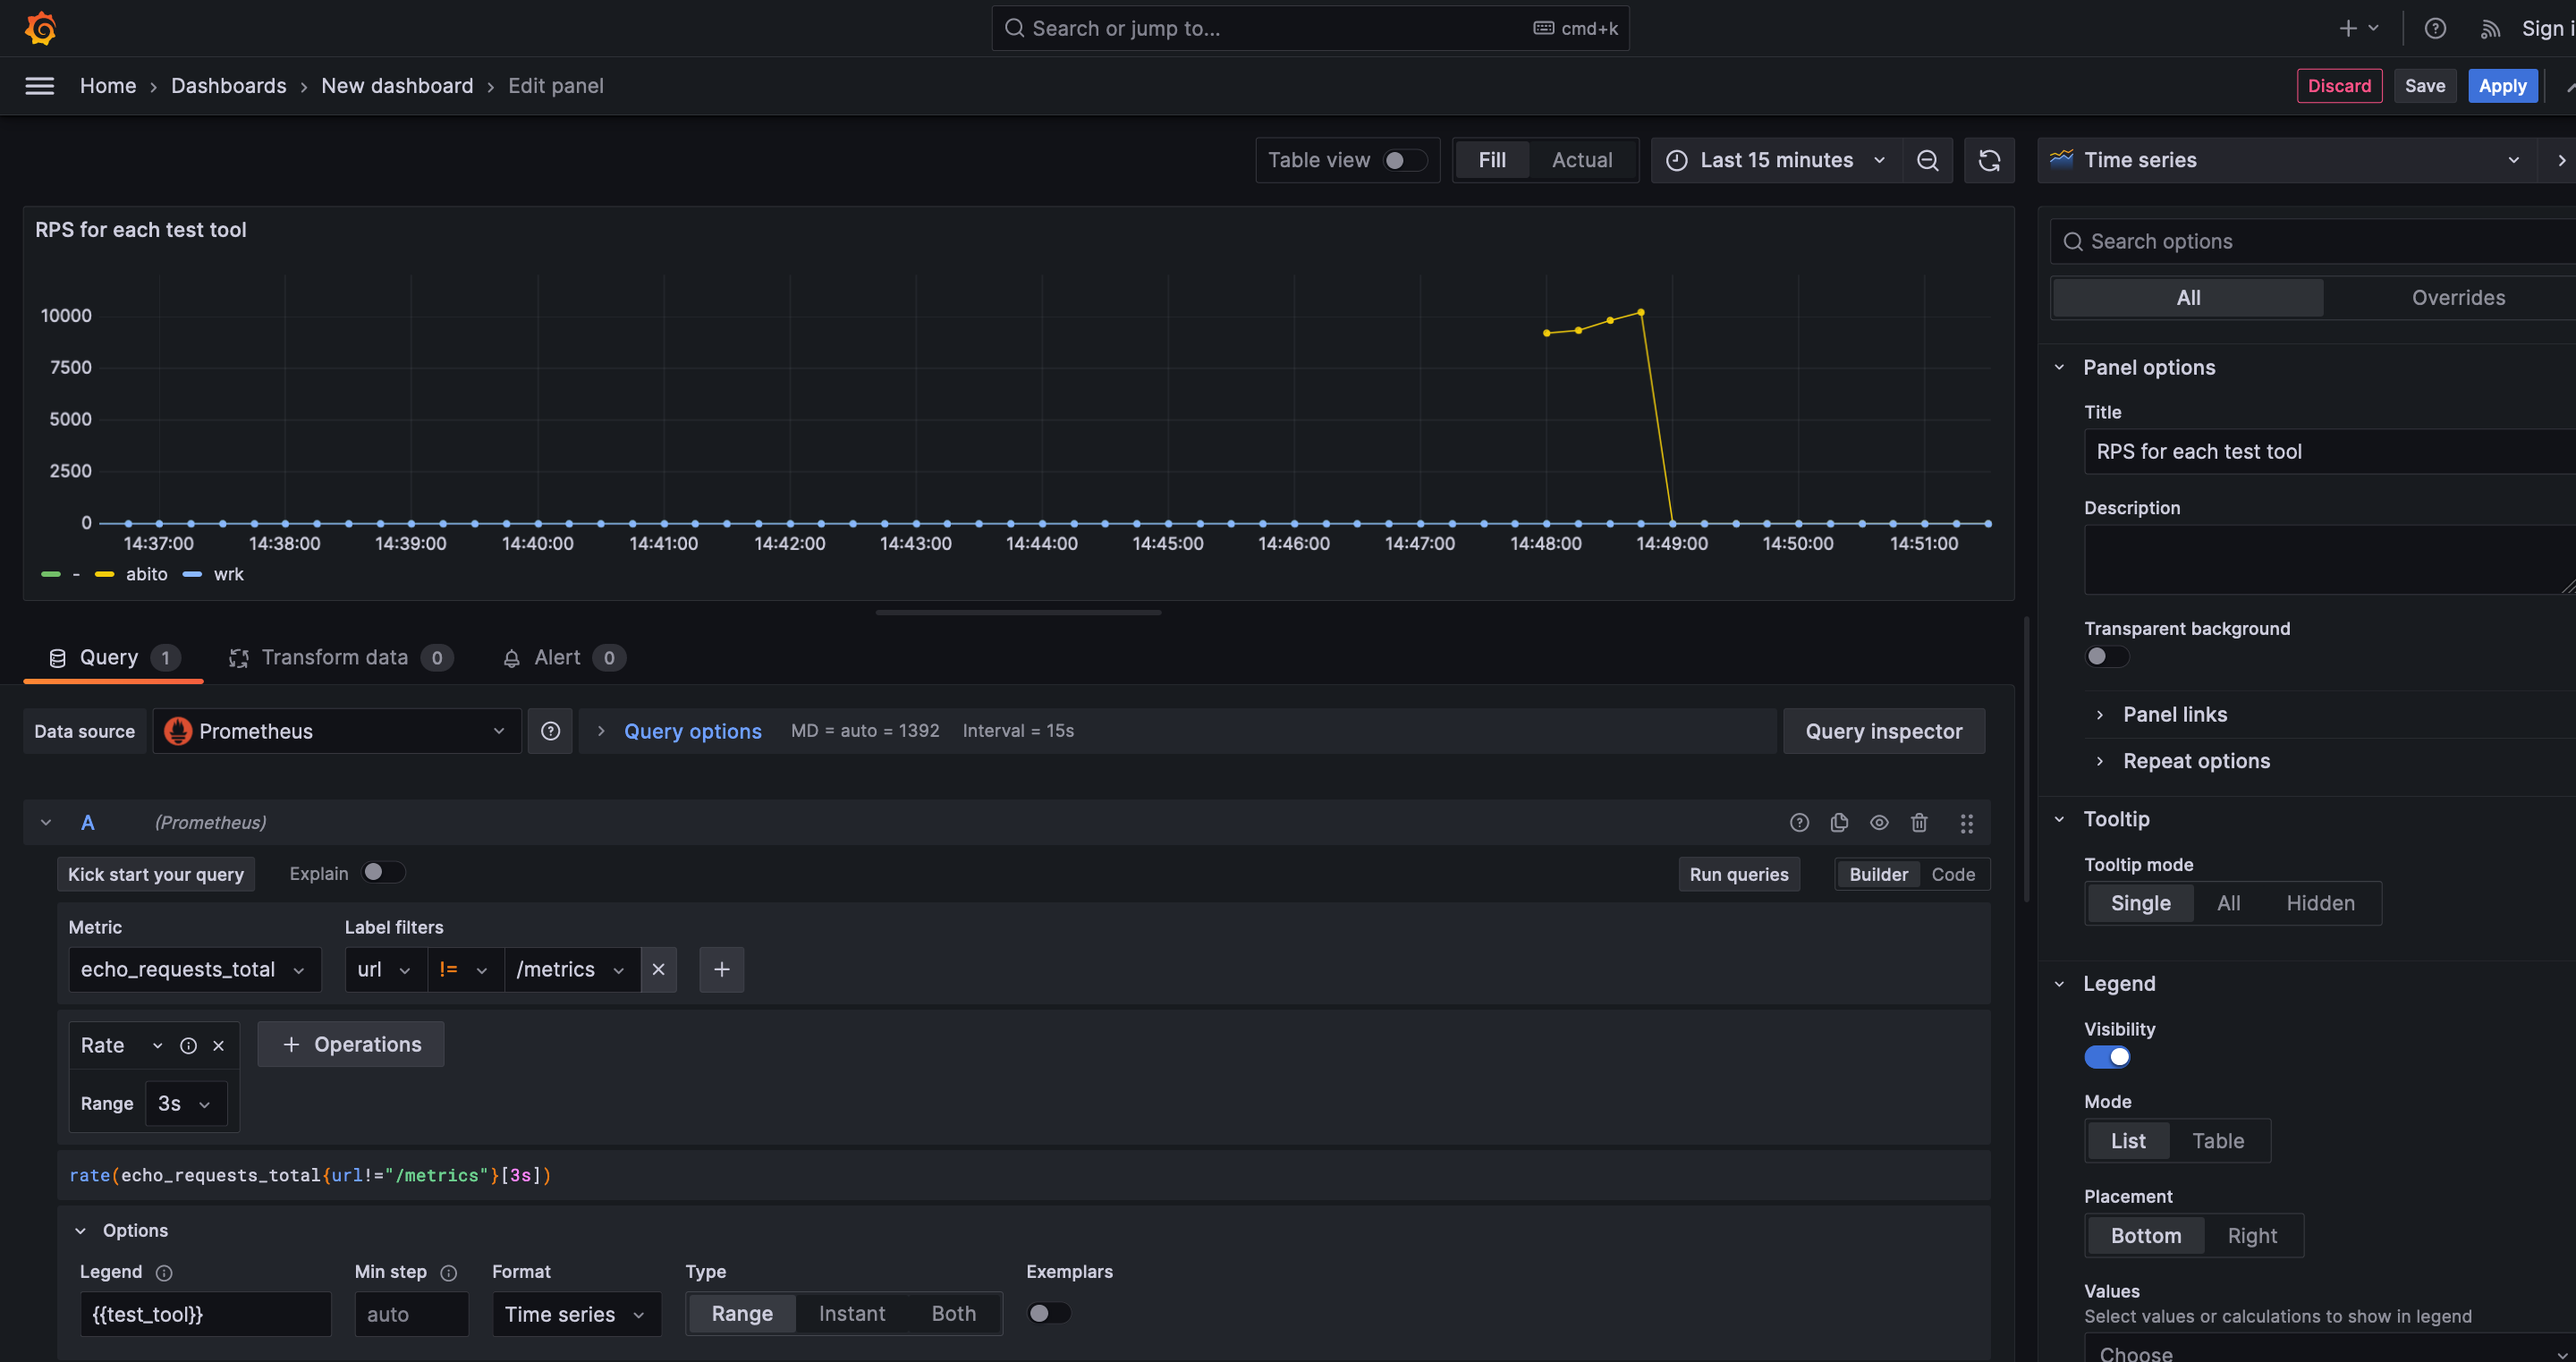 Search or jump to... cmd+k Sign i
Home › Dashboards › New dashboard › Edit panel Discard Save Apply
Table view Fill Actual Last 15 minutes Time series
RPS for each test tool
10000
7500
5000
2500
0
14:37:00 14:38:00 14:39:00 14:40:00 14:41:00 14:42:00 14:43:00 14:44:00 14:45:00 14:46:00 14:47:00 14:48:00 14:49:00 14:50:00 14:51:00
- abito wrk
Query 1 Transform data 0 Alert 0
Data source Prometheus Query options MD = auto = 1392 Interval = 15s Query inspector
A (Prometheus)
Kick start your query Explain Run queries Builder Code
Metric Label filters
echo_requests_total url != /metrics
Rate + Operations
Range 3s
rate(echo_requests_total{url!="/metrics"}[3s])
Options
Legend Min step Format Type Exemplars
{{test_tool}} auto Time series Range Instant Both
Search options
All Overrides
Panel options
Title
RPS for each test tool
Description
Transparent background
Panel links
Repeat options
Tooltip
Tooltip mode
Single All Hidden
Legend
Visibility
Mode
List Table
Placement
Bottom Right
Values
Select values or calculations to show in legend
Choose